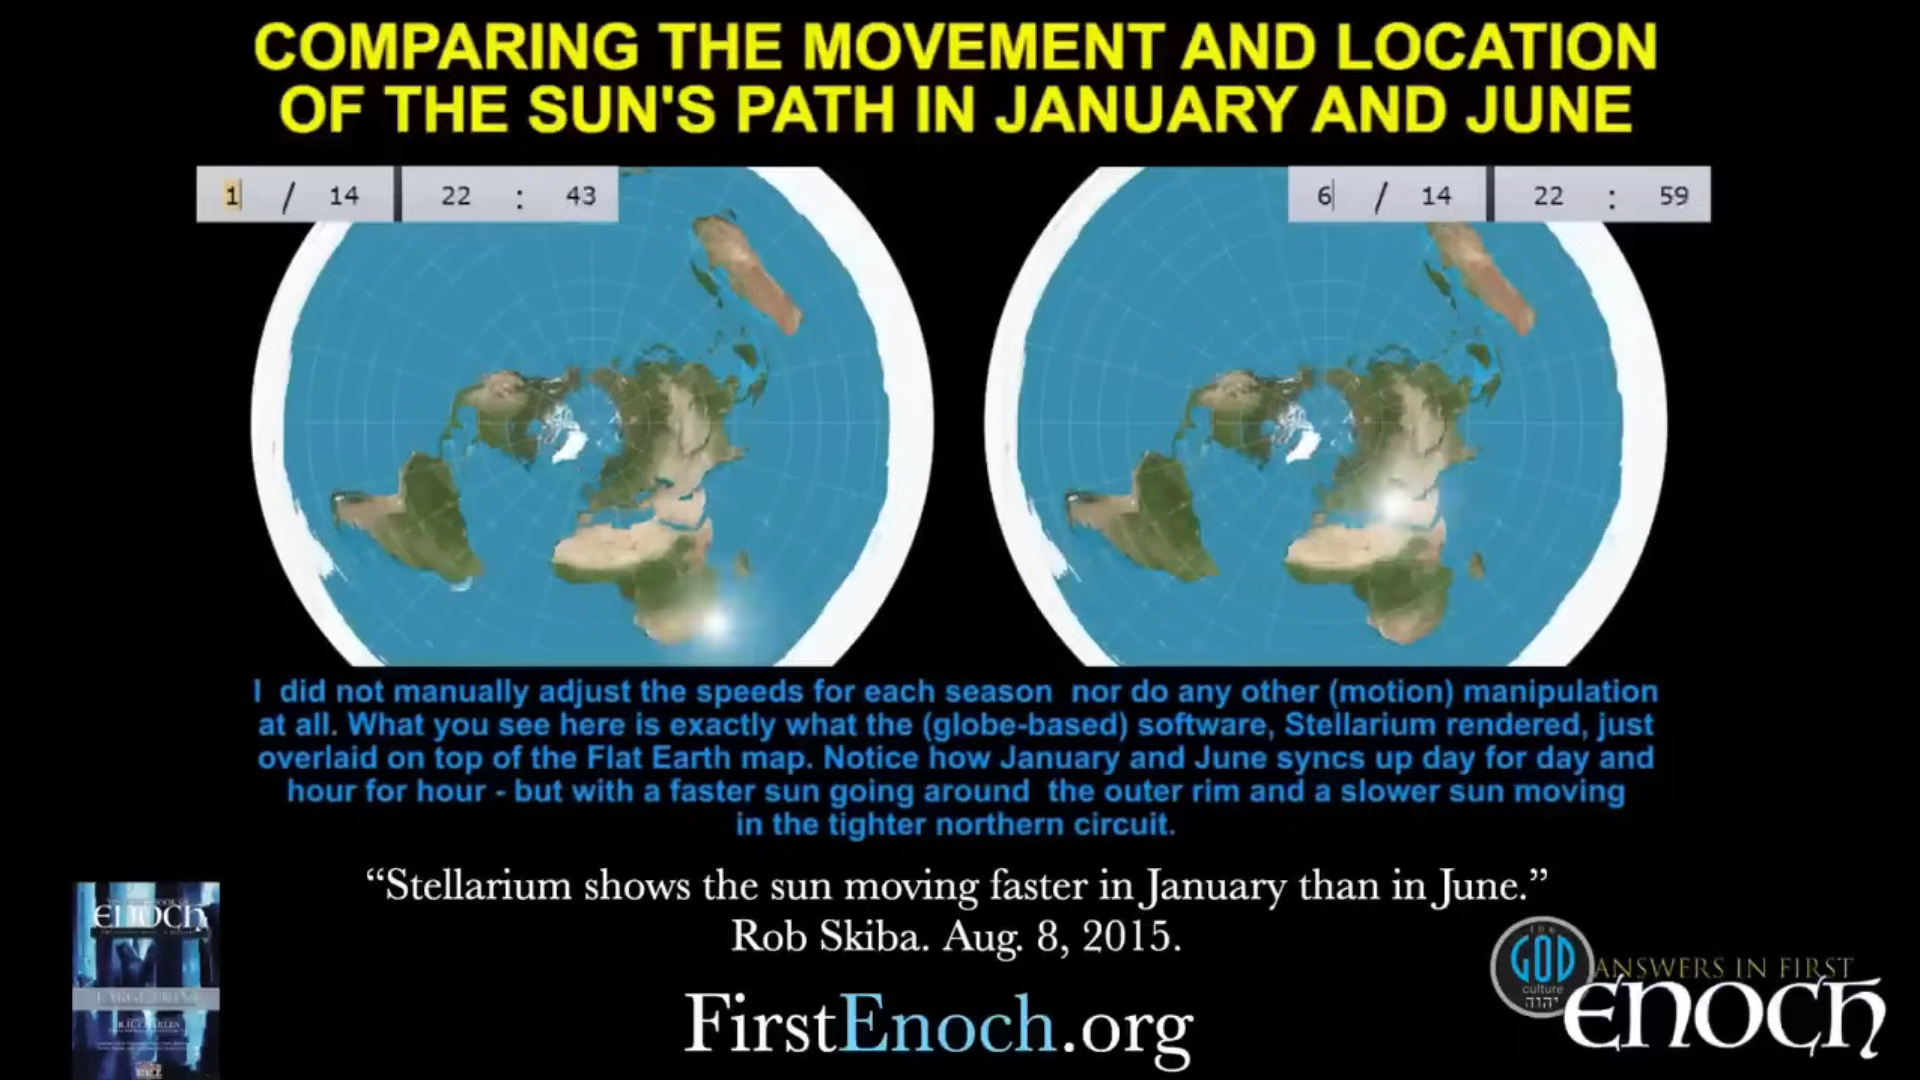 COMPARING THE MOVEMENT AND LOCATION
OF THE SUN'S PATH IN JANUARY AND JUNE
1 / 14 22 : 43
6 / 14 22 : 59
I did not manually adjust the speeds for each season nor do any other (motion) manipulation
at all. What you see here is exactly what the (globe-based) software, Stellarium rendered, just
overlaid on top of the Flat Earth map. Notice how January and June syncs up day for day and
hour for hour - but with a faster sun going around the outer rim and a slower sun moving
in the tighter northern circuit.
“Stellarium shows the sun moving faster in January than in June.”
Rob Skiba. Aug. 8, 2015.
FirstEnoch.org
ENOCH
LARGE PRINT
R.H. CHARLES
the
GOD
culture
יהוה
ANSWERS IN FIRST
ENOCH